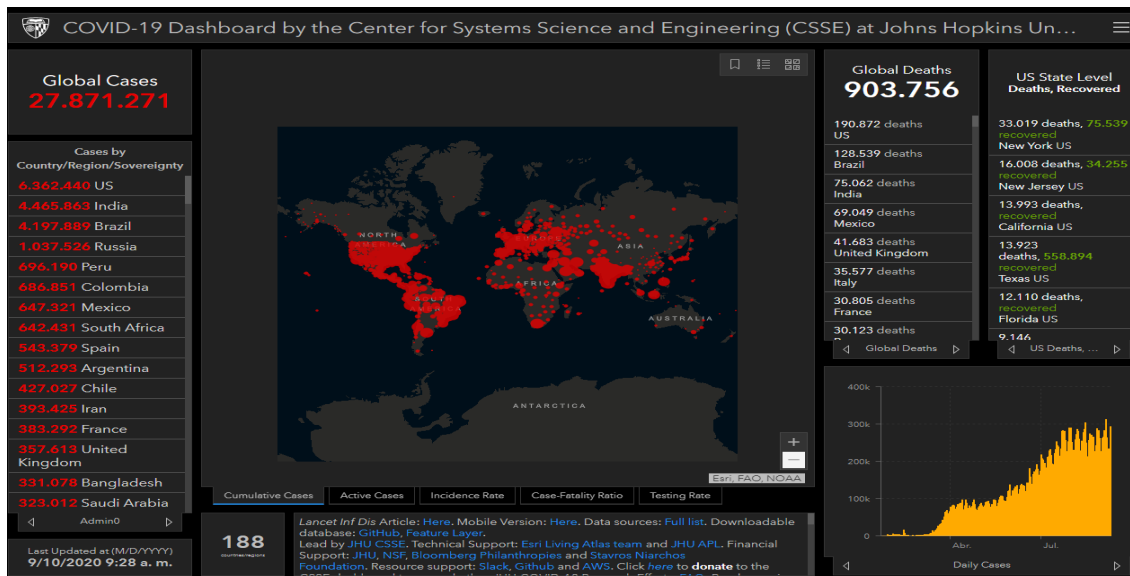 COVID-19 Dashboard by the Center for Systems Science and Engineering (CSSE) at Johns Hopkins Un...
Global Cases
27.871.271
Cases by
Country/Region/Sovereignty
6.362.440 US
4.465.863 India
4.197.889 Brazil
1.037.526 Russia
696.190 Peru
686.851 Colombia
647.321 Mexico
642.431 South Africa
543.379 Spain
512.293 Argentina
427.027 Chile
393.425 Iran
383.292 France
357.613 United
Kingdom
331.078 Bangladesh
323.012 Saudi Arabia
Admin0
Last Updated at (M/D/YYYY)
9/10/2020 9:28 a. m.
NORTH
AMERICA
SOUTH
AMERICA
EUROPE
AFRICA
ASIA
AUSTRALIA
ANTARCTICA
+
−
Esri, FAO, NOAA
Cumulative Cases
Active Cases
Incidence Rate
Case-Fatality Ratio
Testing Rate
188
countries/regions
Lancet Inf Dis Article: Here. Mobile Version: Here. Data sources: Full list. Downloadable
database: GitHub, Feature Layer.
Lead by JHU CSSE. Technical Support: Esri Living Atlas team and JHU APL. Financial
Support: JHU, NSF, Bloomberg Philanthropies and Stavros Niarchos
Foundation. Resource support: Slack, Github and AWS. Click here to donate to the
Global Deaths
903.756
190.872 deaths
US
128.539 deaths
Brazil
75.062 deaths
India
69.049 deaths
Mexico
41.683 deaths
United Kingdom
35.577 deaths
Italy
30.805 deaths
France
30.123 deaths
Global Deaths
US State Level
Deaths, Recovered
33.019 deaths, 75.539
recovered
New York US
16.008 deaths, 34.255
recovered
New Jersey US
13.993 deaths,
recovered
California US
13.923
deaths, 558.894
recovered
Texas US
12.110 deaths,
recovered
Florida US
9.146
US Deaths, ...
400k
300k
200k
100k
0
Abr.
Jul.
Daily Cases